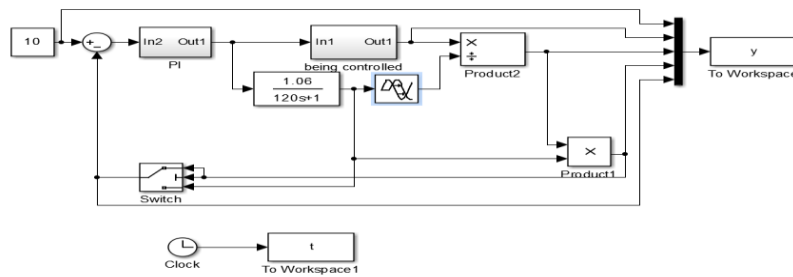 10
+
-
In2 Out1
PI
In1 Out1
being controlled
×
÷
Product2
1.06
120s+1
y
To Workspace
×
Product1
Switch
Clock
t
To Workspace1